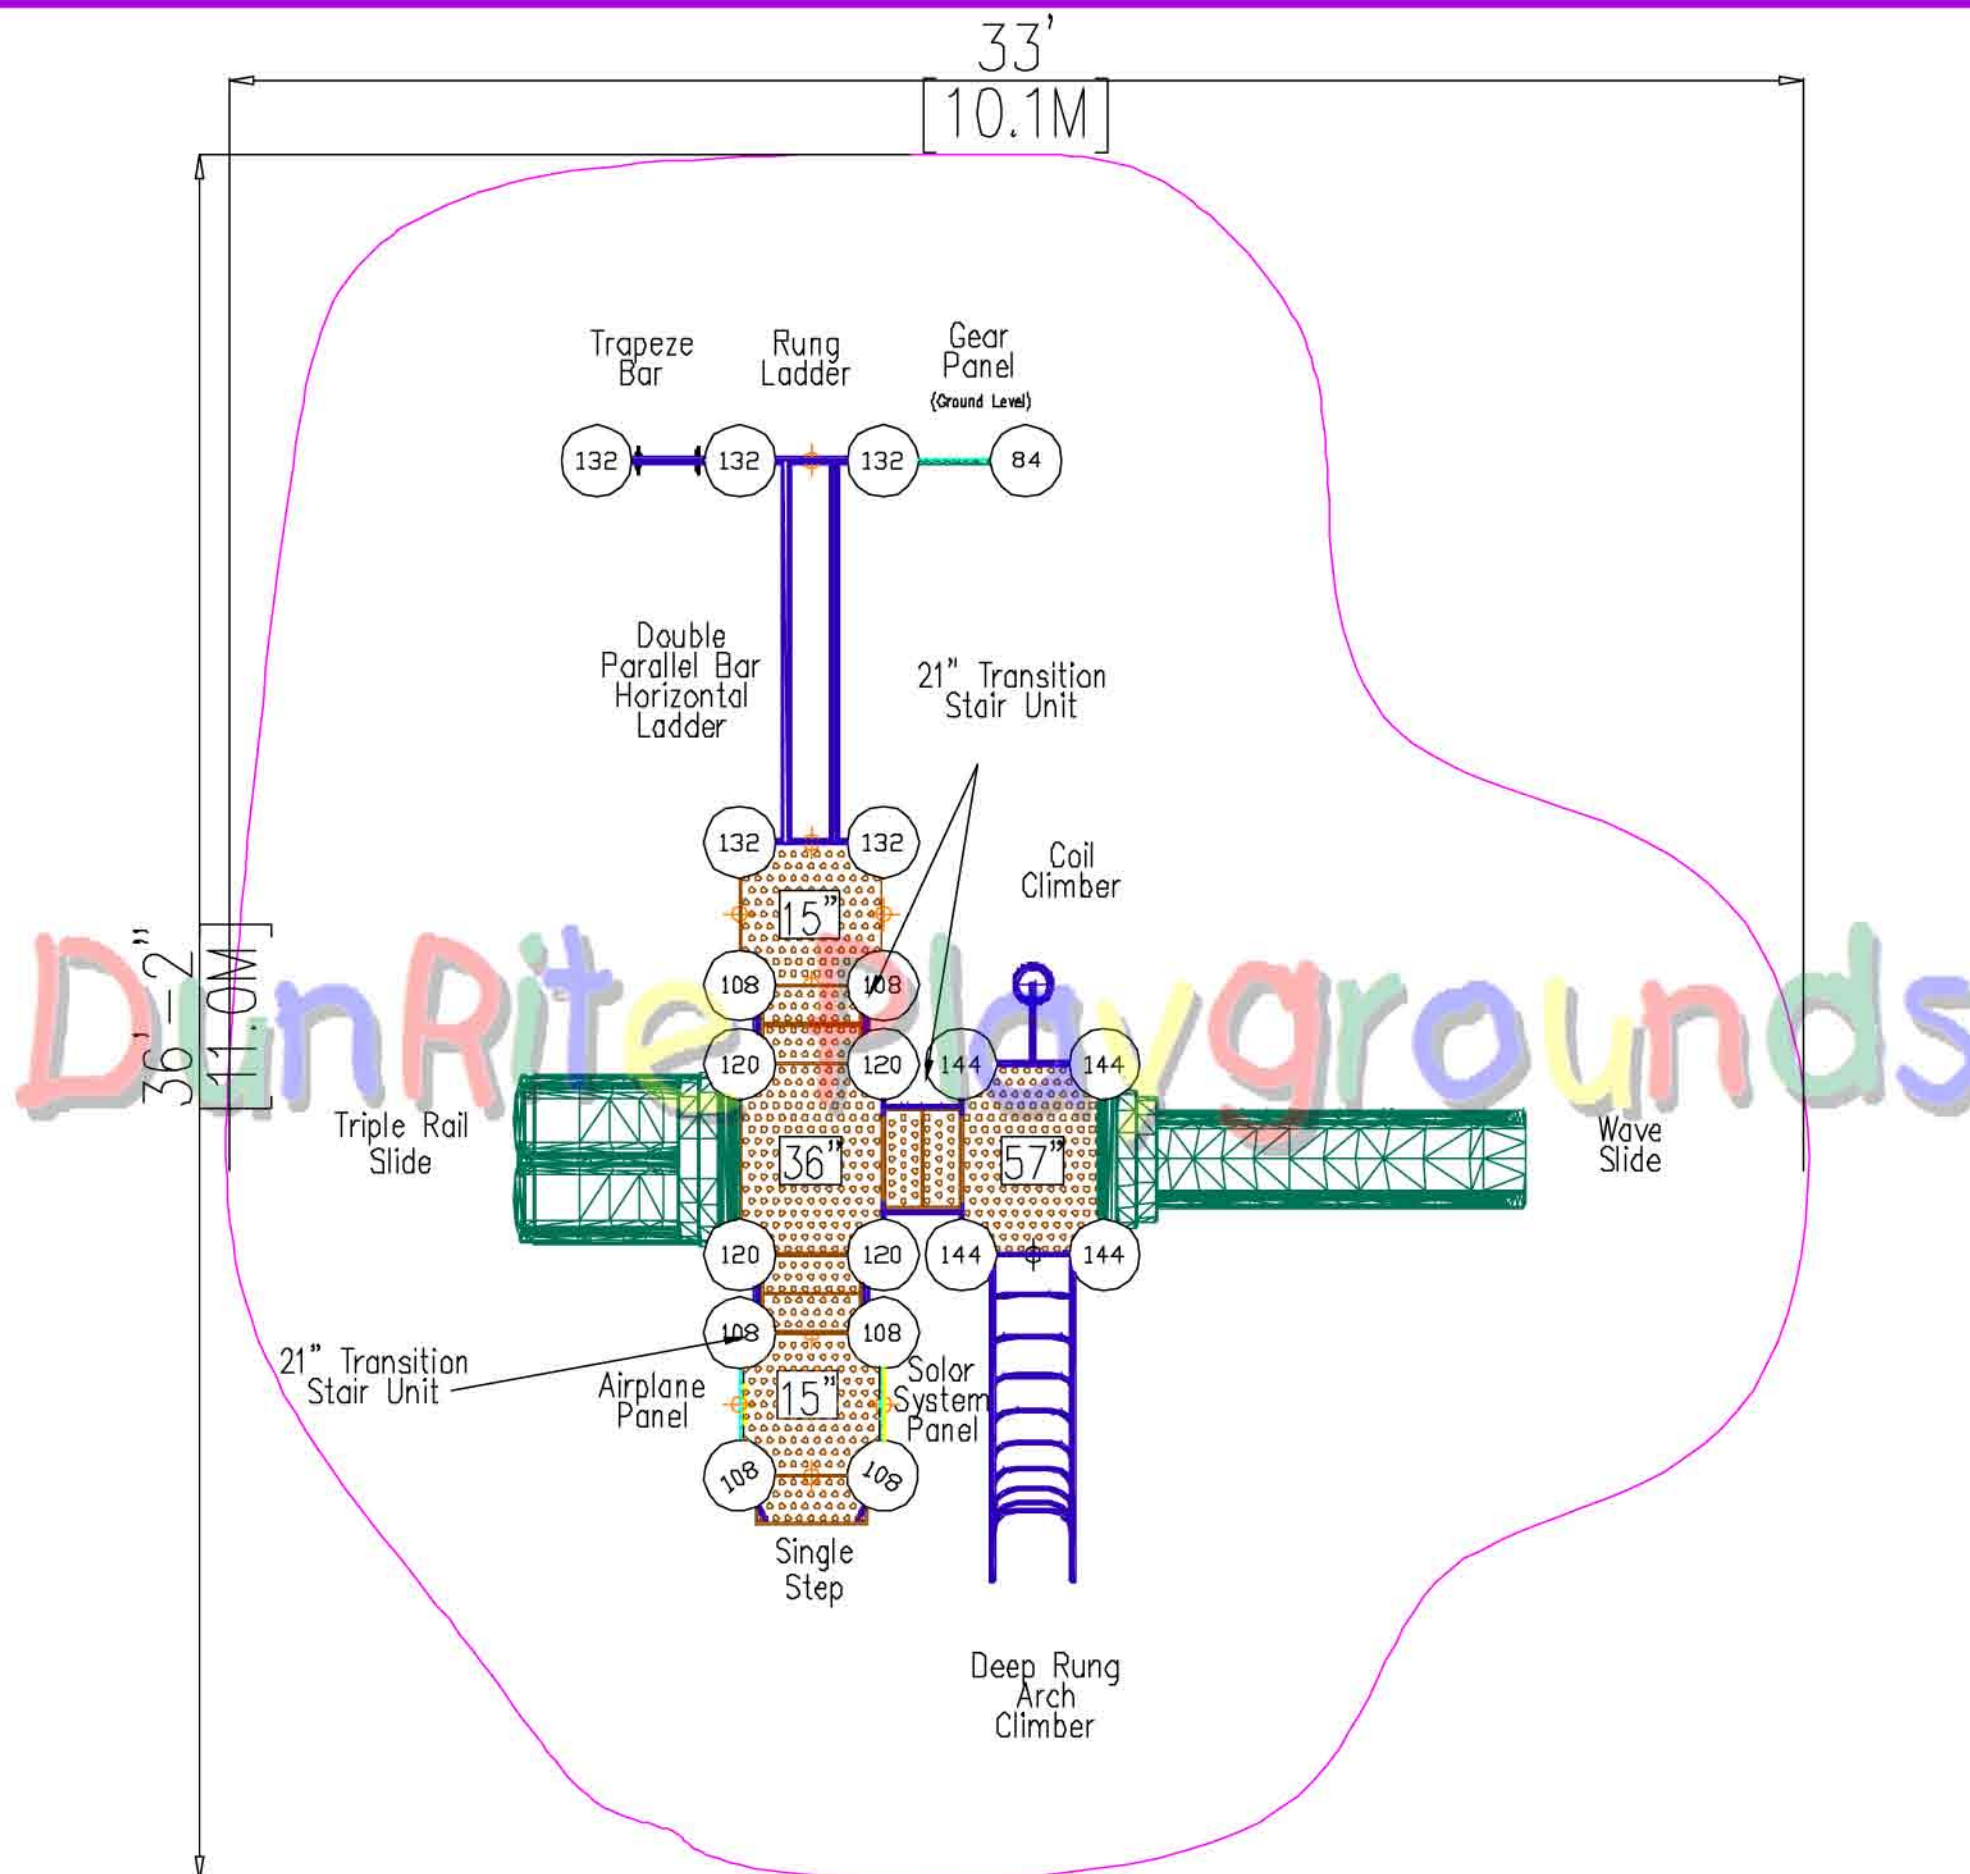 33'
[10.1M]
Trapeze
Bar
Rung
Ladder
Gear
Panel
(Ground Level)
132
132
132
84
Double
Parallel Bar
Horizontal
Ladder
21" Transition
Stair Unit
132
132
Coil
Climber
15"
36'-2"
[11.0M]
DunRite Playgrounds
108
108
120
120
144
144
Triple Rail
Slide
36"
57"
Wave
Slide
120
120
144
144
108
108
21" Transition
Stair Unit
Airplane
Panel
15"
Solar
System
Panel
108
108
Single
Step
Deep Rung
Arch
Climber